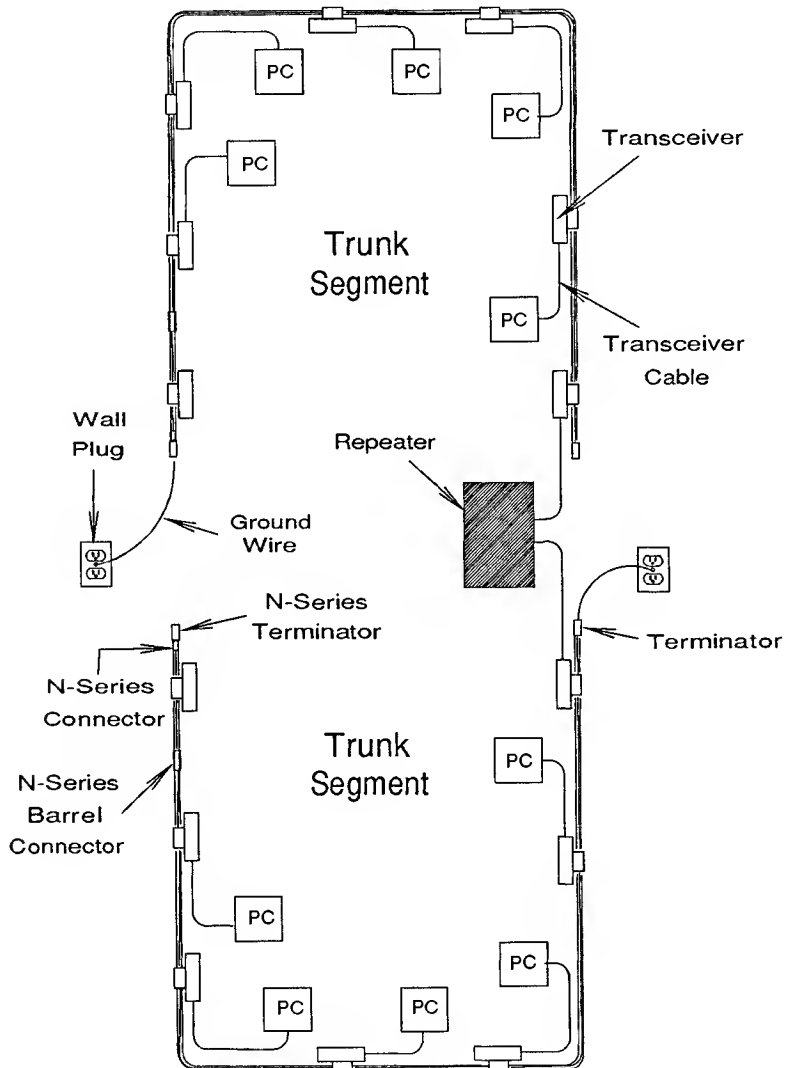 PC
PC
PC
Transceiver
PC
Trunk
Segment
PC
Transceiver
Cable
Wall
Plug
Repeater
Ground
Wire
N-Series
Terminator
Terminator
N-Series
Connector
Trunk
Segment
PC
N-Series
Barrel
Connector
PC
PC
PC
PC